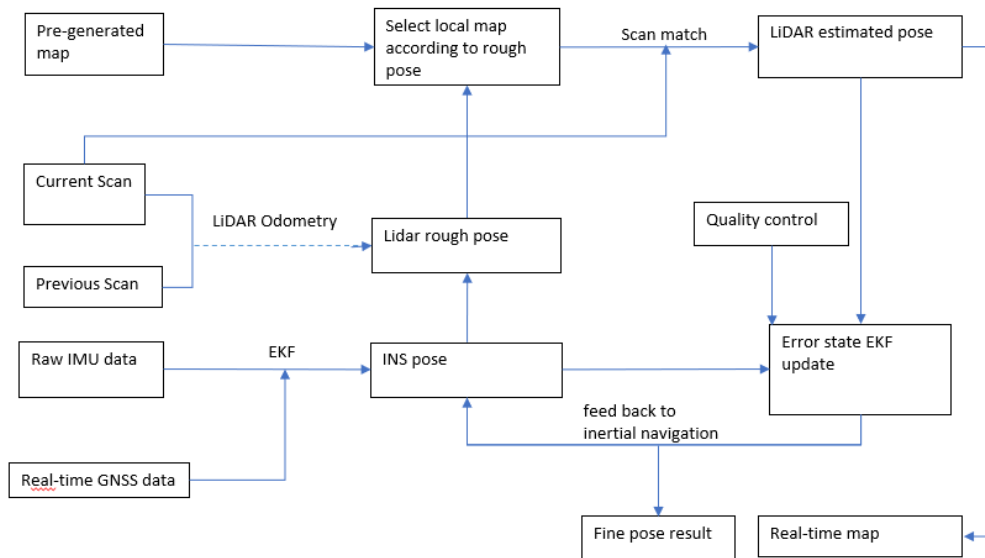 Pre-generated
map
Select local map
according to rough
pose
Scan match
LiDAR estimated pose
Current Scan
LiDAR Odometry
Lidar rough pose
Quality control
Previous Scan
Raw IMU data
EKF
INS pose
Error state EKF
update
feed back to
inertial navigation
Real-time GNSS data
Fine pose result
Real-time map